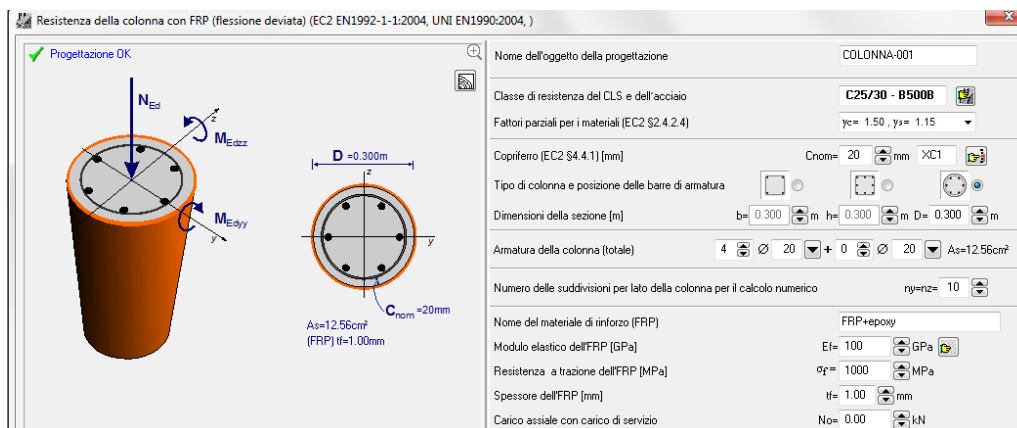 Resistenza della colonna con FRP (flessione deviata) (EC2 EN1992-1-1:2004, UNI EN1990:2004, )
Progettazione OK
NEd
z
MEdzz
MEdyy
y
D =0.300m
z
y
Cnom=20mm
As=12.56cm²
(FRP) tf=1.00mm
Nome dell'oggetto della progettazione COLONNA-001
Classe di resistenza del CLS e dell'acciaio C25/30 - B500B
Fattori parziali per i materiali (EC2 §2.4.2.4) γc= 1.50 , γs= 1.15
Copriferro (EC2 §4.4.1) [mm] Cnom= 20 mm XC1
Tipo di colonna e posizione delle barre di armatura
Dimensioni della sezione [m] b= 0.300 m h= 0.300 m D= 0.300 m
Armatura della colonna (totale) 4 Ø 20 + 0 Ø 20 As=12.56cm²
Numero delle suddivisioni per lato della colonna per il calcolo numerico ny=nz= 10
Nome del materiale di rinforzo (FRP) FRP+epoxy
Modulo elastico dell'FRP [GPa] Ef= 100 GPa
Resistenza a trazione dell'FRP [MPa] σf= 1000 MPa
Spessore dell'FRP [mm] tf= 1.00 mm
Carico assiale con carico di servizio No= 0.00 kN